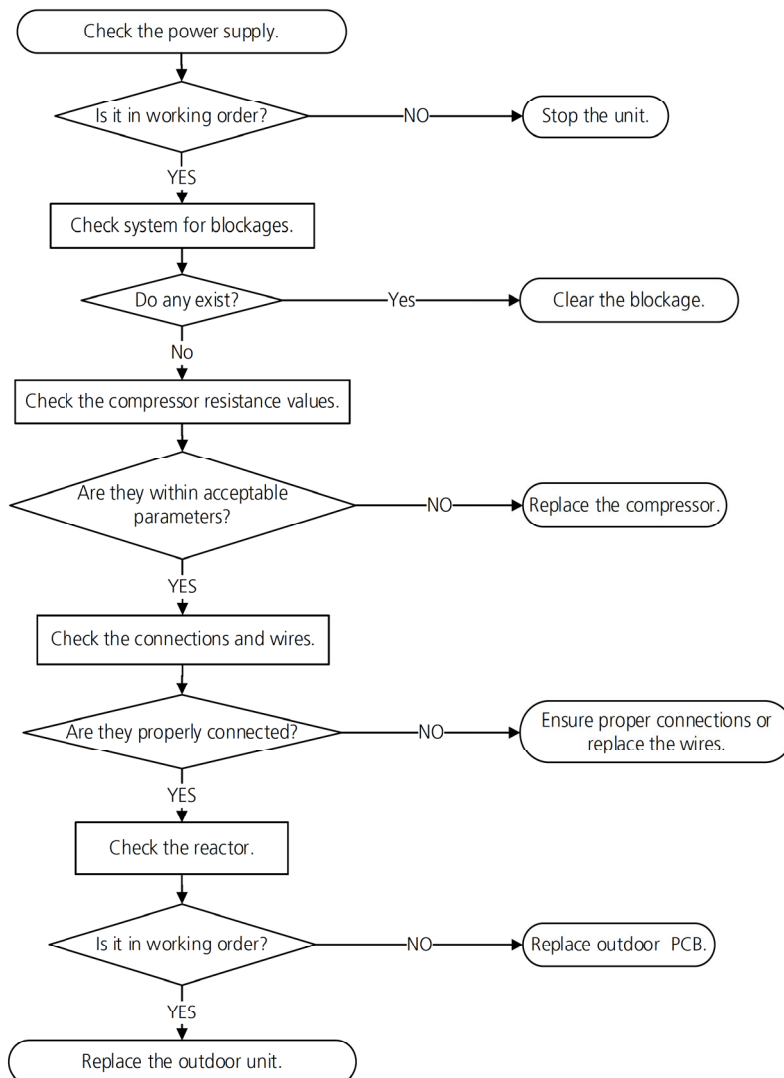 Check the power supply.
Is it in working order?
NO
Stop the unit.
YES
Check system for blockages.
Do any exist?
Yes
Clear the blockage.
No
Check the compressor resistance values.
Are they within acceptable
parameters?
NO
Replace the compressor.
YES
Check the connections and wires.
Are they properly connected?
NO
Ensure proper connections or
replace the wires.
YES
Check the reactor.
Is it in working order?
NO
Replace outdoor PCB.
YES
Replace the outdoor unit.